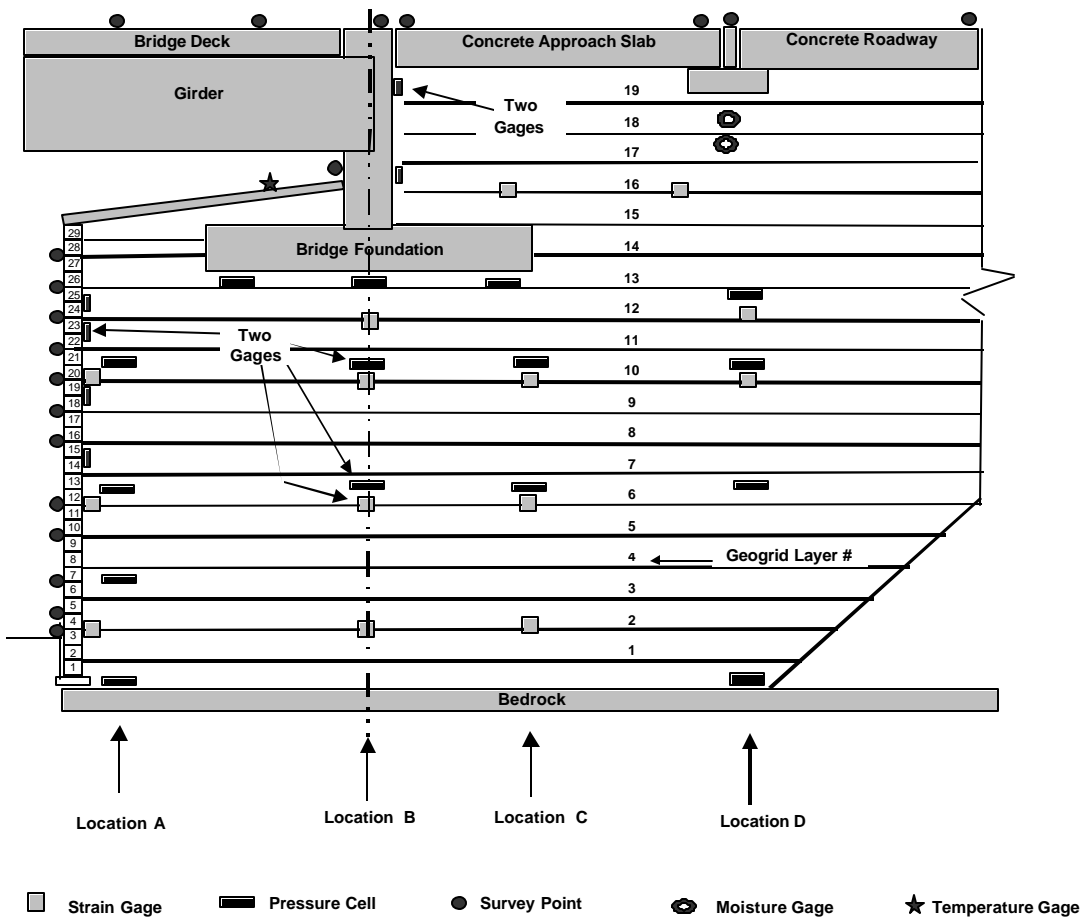 Bridge Deck
Concrete Approach Slab
Concrete Roadway
Girder
19
Two
Gages
18
17
16
15
29
28
27
26
25
24
23
22
21
20
19
18
17
16
15
14
13
12
11
10
9
8
7
6
5
4
3
2
1
Bridge Foundation
14
13
12
Two
Gages
11
10
9
8
7
6
5
4
Geogrid Layer #
3
2
1
Bedrock
Location A
Location B
Location C
Location D
Strain Gage
Pressure Cell
Survey Point
Moisture Gage
Temperature Gage